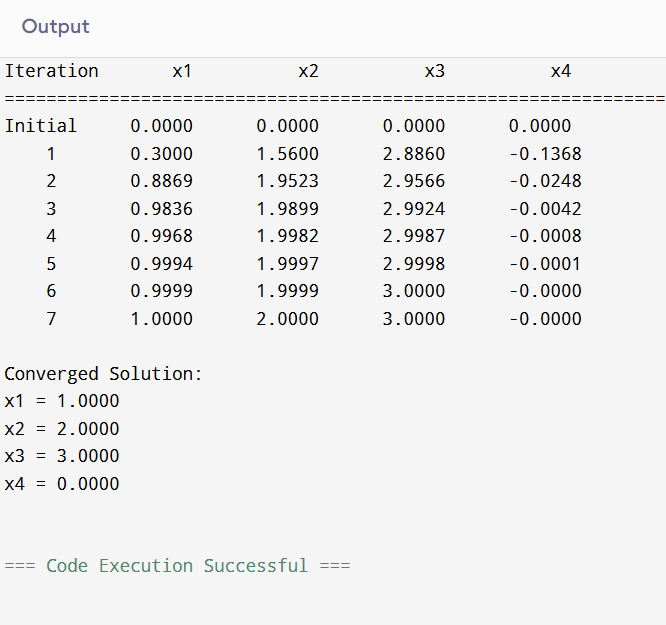 Output
Iteration x1 x2 x3 x4
===============================================================
Initial 0.0000 0.0000 0.0000 0.0000
1 0.3000 1.5600 2.8860 -0.1368
2 0.8869 1.9523 2.9566 -0.0248
3 0.9836 1.9899 2.9924 -0.0042
4 0.9968 1.9982 2.9987 -0.0008
5 0.9994 1.9997 2.9998 -0.0001
6 0.9999 1.9999 3.0000 -0.0000
7 1.0000 2.0000 3.0000 -0.0000
Converged Solution:
x1 = 1.0000
x2 = 2.0000
x3 = 3.0000
x4 = 0.0000
=== Code Execution Successful ===